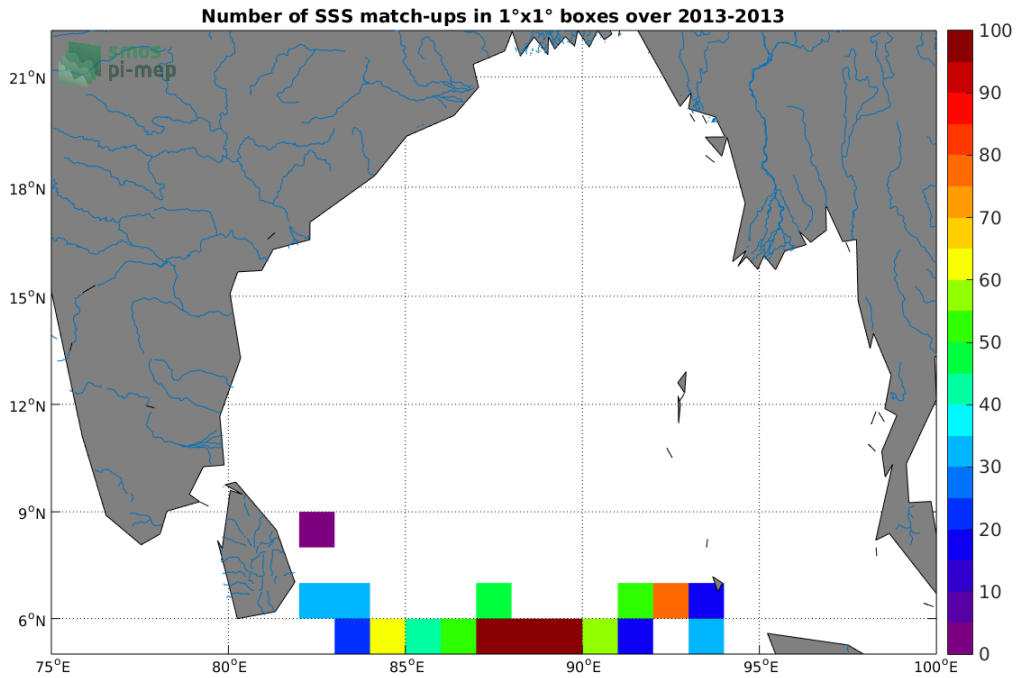 Number of SSS match-ups in 1°x1° boxes over 2013-2013
smos
pi-mep
21°N
18°N
15°N
12°N
9°N
6°N
75°E 80°E 85°E 90°E 95°E 100°E
100
90
80
70
60
50
40
30
20
10
0